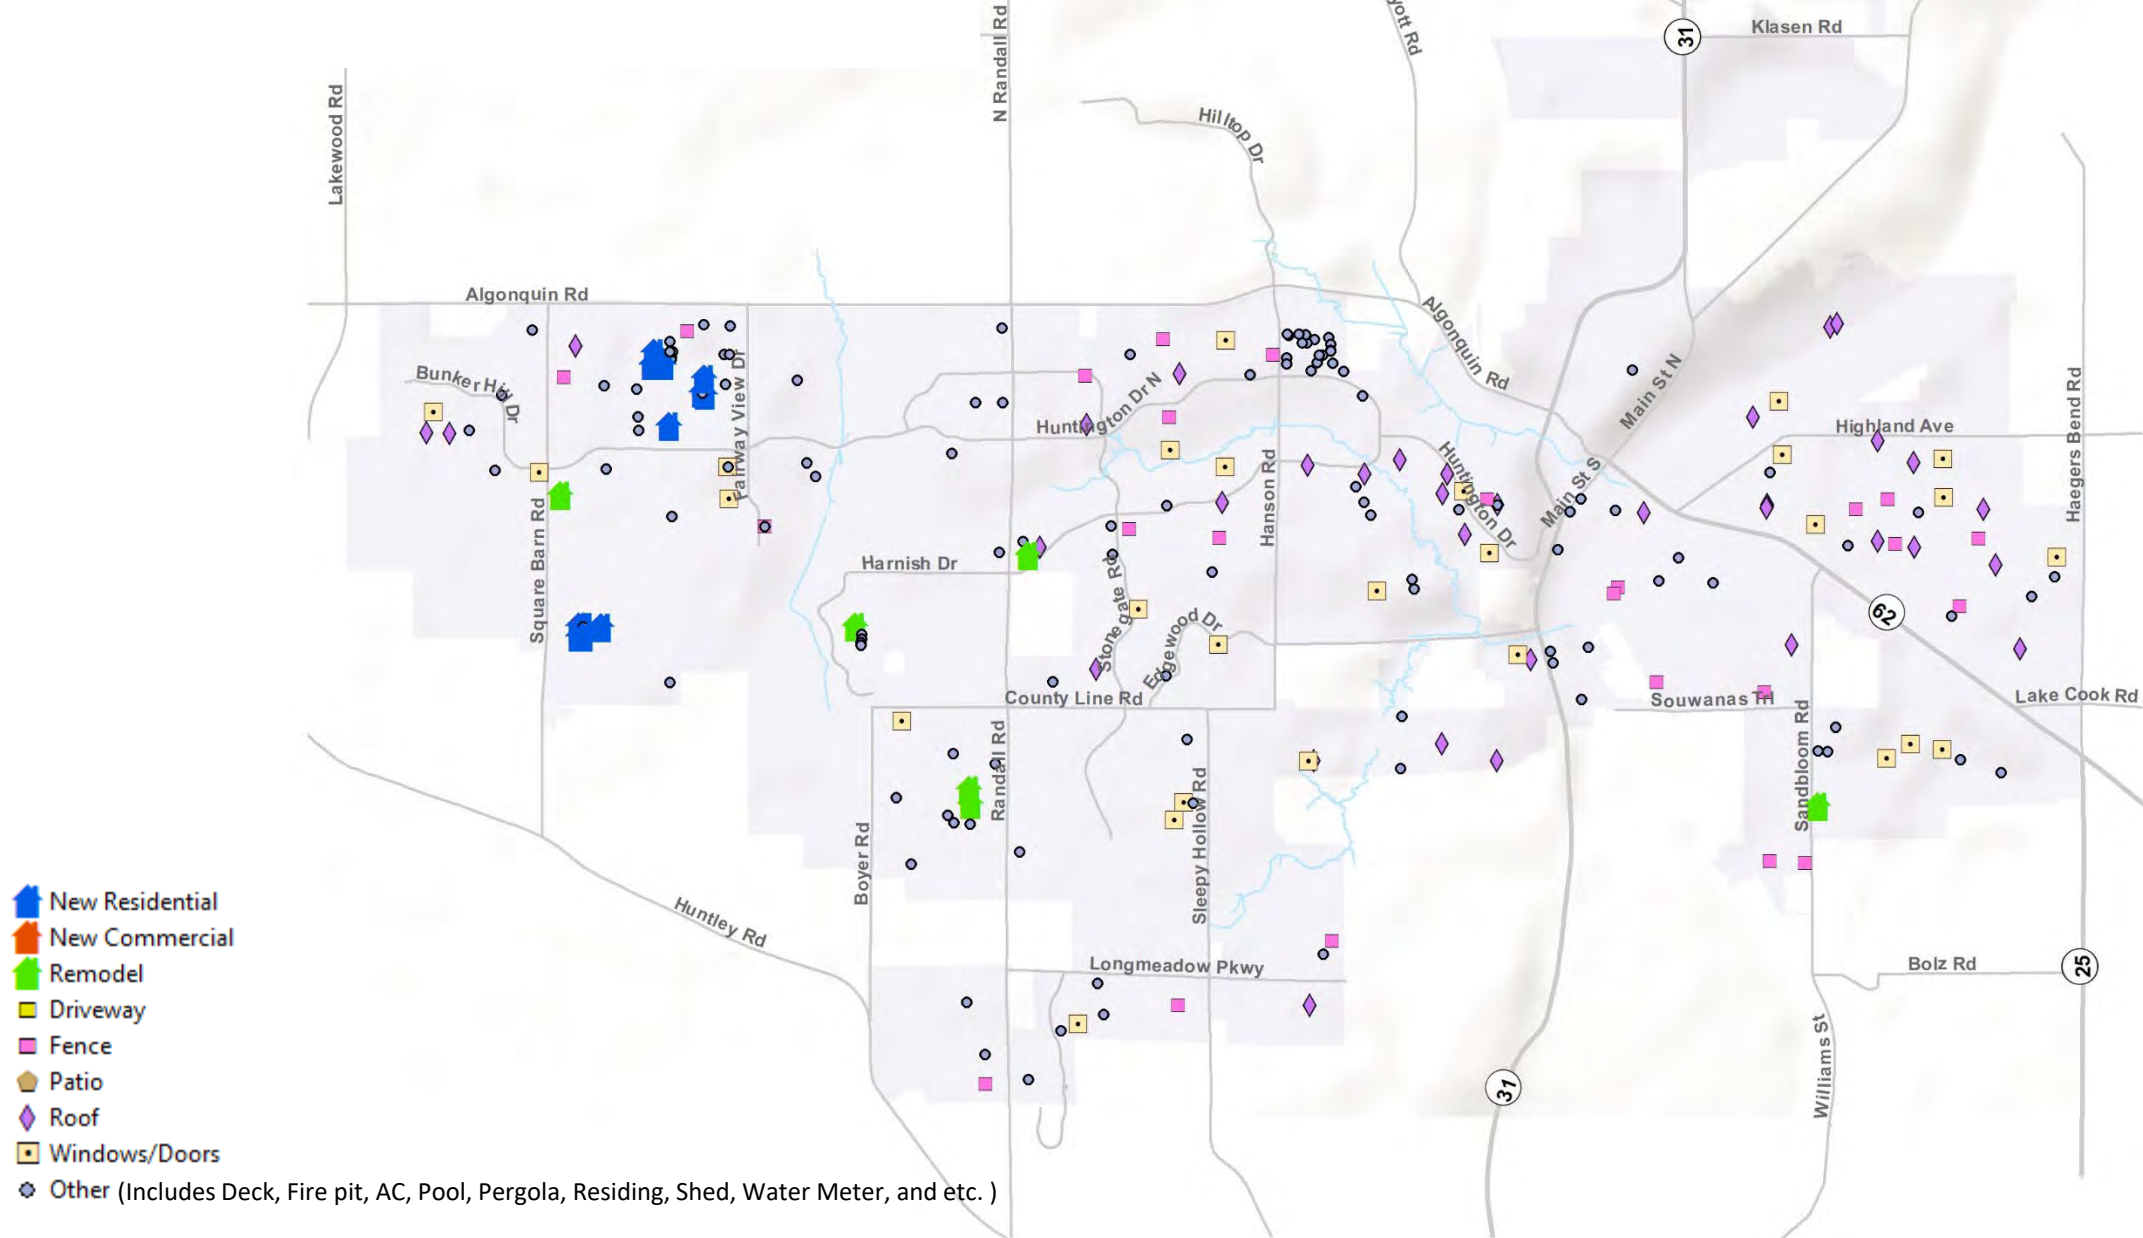 Klasen Rd
31
yott Rd
N Randall Rd
Lakewood Rd
Hilltop Dr
Algonquin Rd
Algonquin Rd
Bunker Hill Dr
Fairway View Dr
Huntington Dr N
Main St N
Highland Ave
Haegers Bend Rd
Hanson Rd
Huntington Dr
Main St S
Square Barn Rd
Harnish Dr
Stonegate Rd
Edgewood Dr
62
County Line Rd
Souwanas Trl
Lake Cook Rd
Randall Rd
Sandbloom Rd
Sleepy Hollow Rd
Boyer Rd
Huntley Rd
Longmeadow Pkwy
Bolz Rd
25
Williams St
31
New Residential
New Commercial
Remodel
Driveway
Fence
Patio
Roof
Windows/Doors
Other (Includes Deck, Fire pit, AC, Pool, Pergola, Residing, Shed, Water Meter, and etc. )